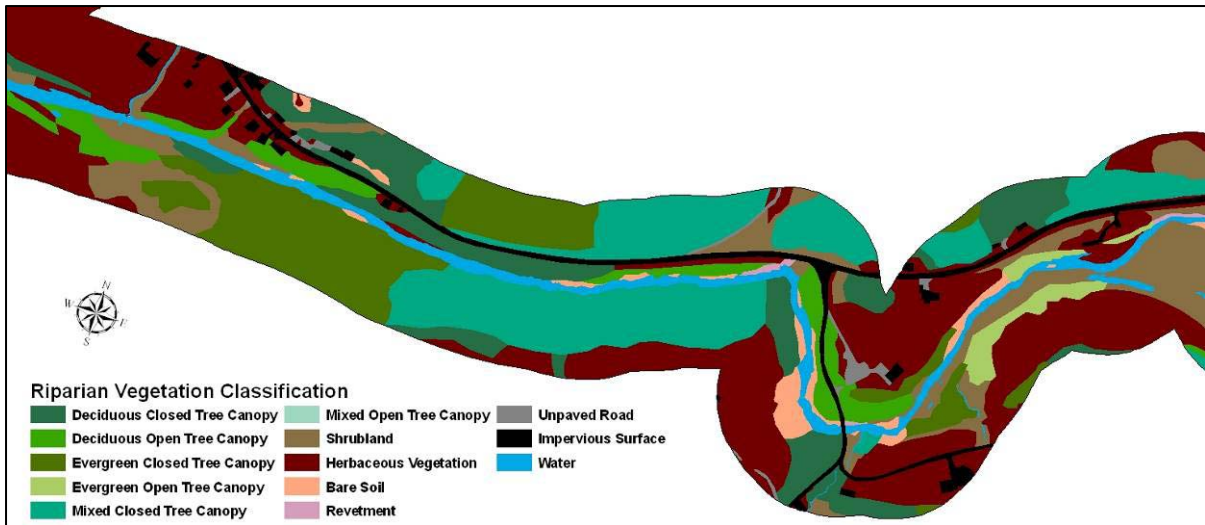 N
W
E
S
Riparian Vegetation Classification
Deciduous Closed Tree Canopy
Deciduous Open Tree Canopy
Evergreen Closed Tree Canopy
Evergreen Open Tree Canopy
Mixed Closed Tree Canopy
Mixed Open Tree Canopy
Shrubland
Herbaceous Vegetation
Bare Soil
Revetment
Unpaved Road
Impervious Surface
Water